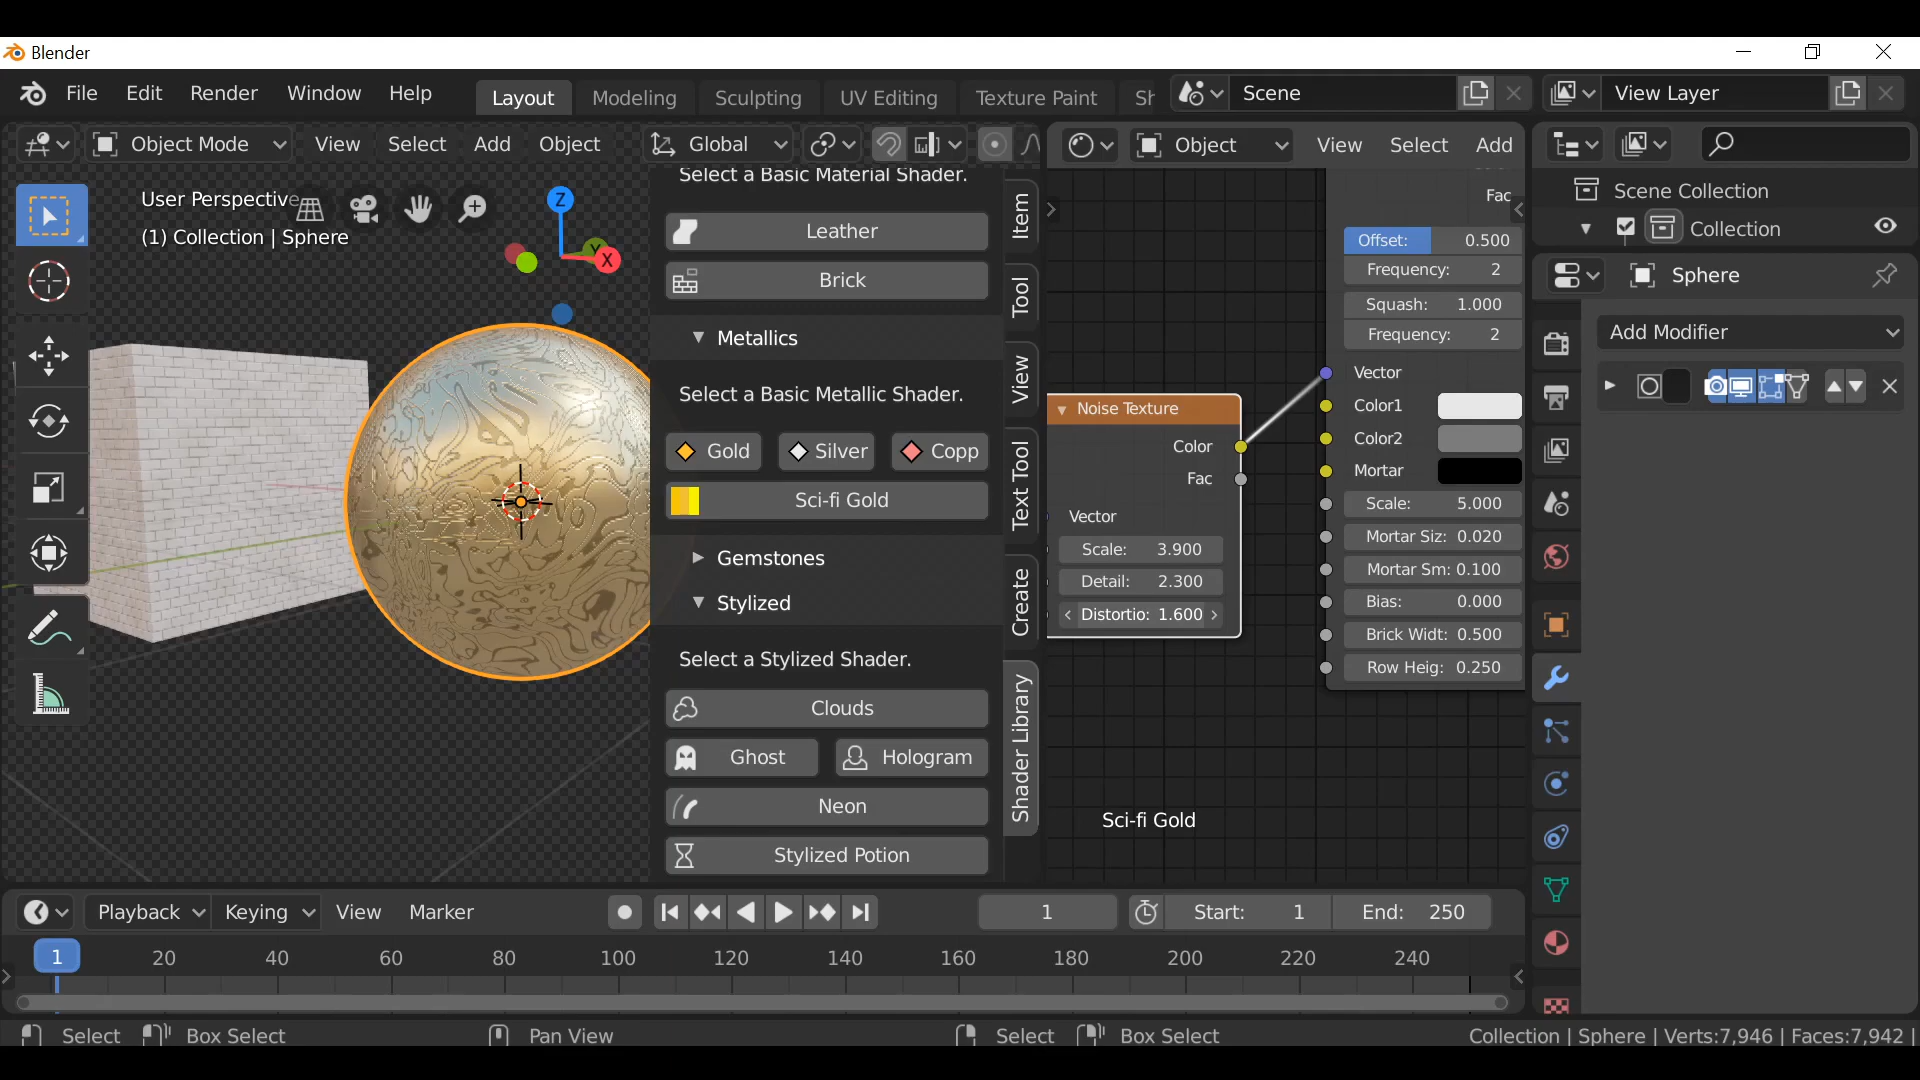 Blender
File Edit Render Window Help
Layout Modeling Sculpting UV Editing Texture Paint Sh
Scene
View Layer
Object Mode View Select Add Object Global
Object View Select Add
User Perspective
(1) Collection | Sphere
Z
Y
X
Select a Basic Material Shader.
Leather
Brick
Metallics
Select a Basic Metallic Shader.
Gold Silver Copp
Sci-fi Gold
Gemstones
Stylized
Select a Stylized Shader.
Clouds
Ghost Hologram
Neon
Stylized Potion
Item
Tool
View
Text Tool
Create
Shader Library
Noise Texture
Color
Fac
Vector
Scale: 3.900
Detail: 2.300
Distortio: 1.600
Sci-fi Gold
Fac
Offset: 0.500
Frequency: 2
Squash: 1.000
Frequency: 2
Vector
Color1
Color2
Mortar
Scale: 5.000
Mortar Siz: 0.020
Mortar Sm: 0.100
Bias: 0.000
Brick Widt: 0.500
Row Heig: 0.250
Scene Collection
Collection
Sphere
Add Modifier
Playback Keying View Marker
1
Start: 1
End: 250
1 20 40 60 80 100 120 140 160 180 200 220 240
Select Box Select Pan View Select Box Select
Collection | Sphere | Verts:7,946 | Faces:7,942 |